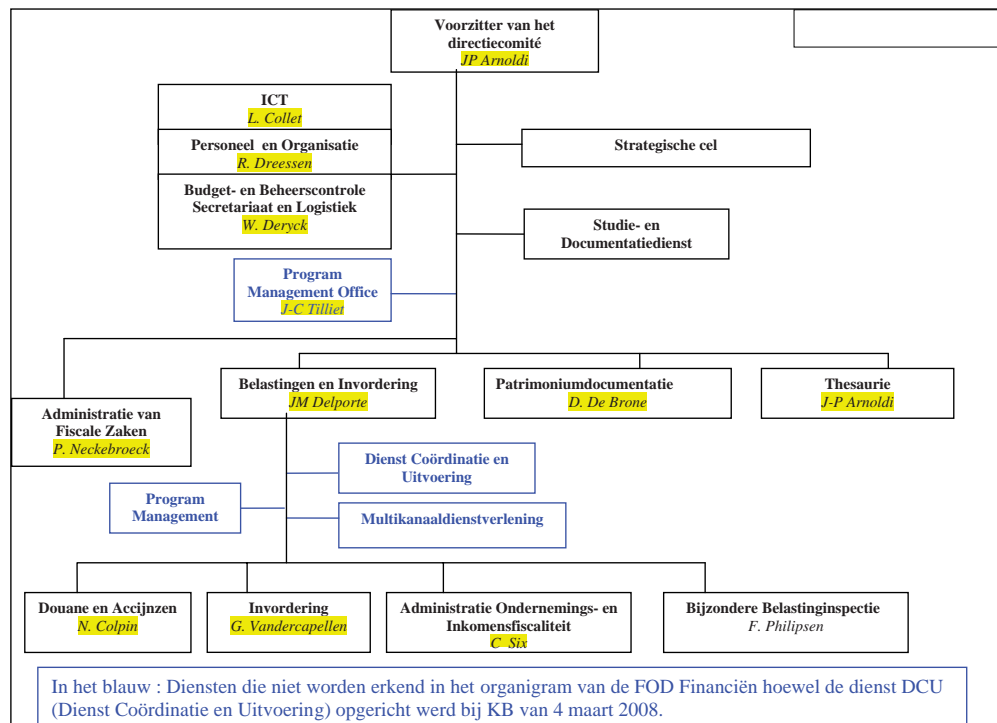 Voorzitter van het
directiecomité
JP Arnoldi
ICT
L. Collet
Personeel en Organisatie
R. Dreessen
Budget- en Beheerscontrole
Secretariaat en Logistiek
W. Deryck
Strategische cel
Studie- en
Documentatiedienst
Program
Management Office
J-C Tilliet
Administratie van
Fiscale Zaken
P. Neckebroeck
Belastingen en Invordering
JM Delporte
Patrimoniumdocumentatie
D. De Brone
Thesaurie
J-P Arnoldi
Dienst Coördinatie en
Uitvoering
Program
Management
Multikanaaldienstverlening
Douane en Accijnzen
N. Colpin
Invordering
G. Vandercapellen
Administratie Ondernemings- en
Inkomensfiscaliteit
C Six
Bijzondere Belastinginspectie
F. Philipsen
In het blauw : Diensten die niet worden erkend in het organigram van de FOD Financiën hoewel de dienst DCU
(Dienst Coördinatie en Uitvoering) opgericht werd bij KB van 4 maart 2008.